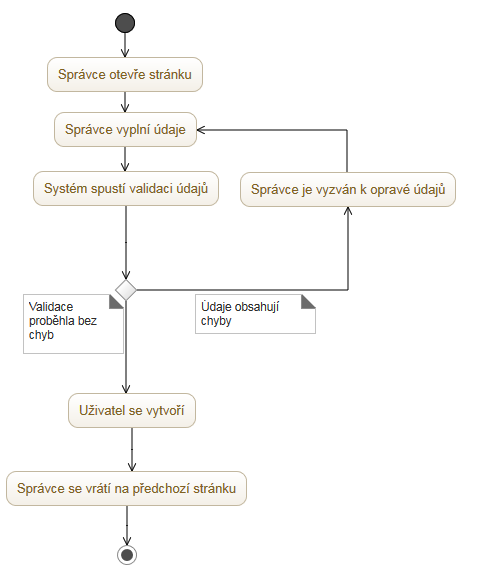 Správce otevře stránku
Správce vyplní údaje
Systém spustí validaci údajů
Správce je vyzván k opravé údajů
Validace
proběhla bez
chyb
Údaje obsahují
chyby
Uživatel se vytvoří
Správce se vrátí na předchozí stránku